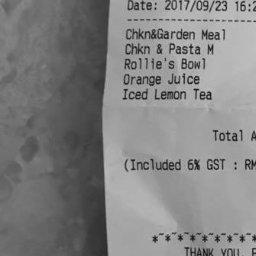 Date: 2017/09/23 16:2
Chkn&Garden Meal
Chkn & Pasta M
Rollie's Bowl
Orange Juice
Iced Lemon Tea
Total A
(Included 6% GST : RM
*~*~*~*~*~*~*~*~*
THANK YOU,